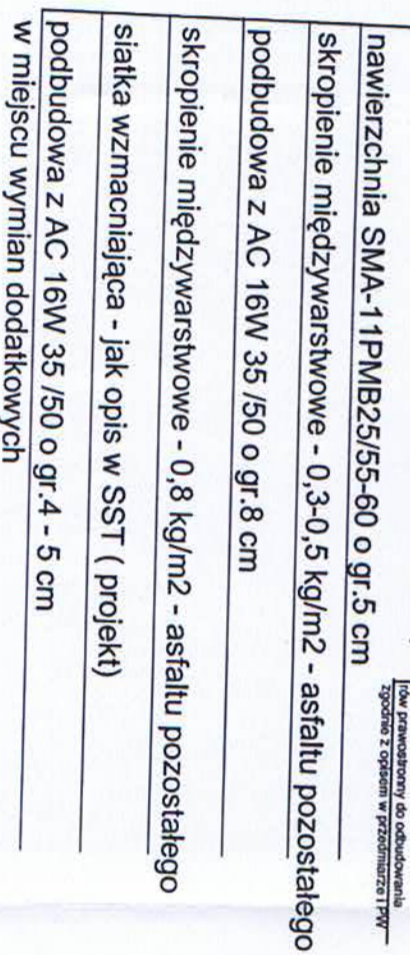 rów prawostronny do odbudowania
zgodnie z opisem w przedmiarze i PW
nawierzchnia SMA-11PMB25/55-60 o gr.5 cm
skropienie międzywarstwowe - 0,3-0,5 kg/m2 - asfaltu pozostałego
podbudowa z AC 16W 35 /50 o gr.8 cm
skropienie międzywarstwowe - 0,8 kg/m2 - asfaltu pozostałego
siatka wzmacniająca - jak opis w SST ( projekt)
podbudowa z AC 16W 35 /50 o gr.4 - 5 cm
w miejscu wymian dodatkowych